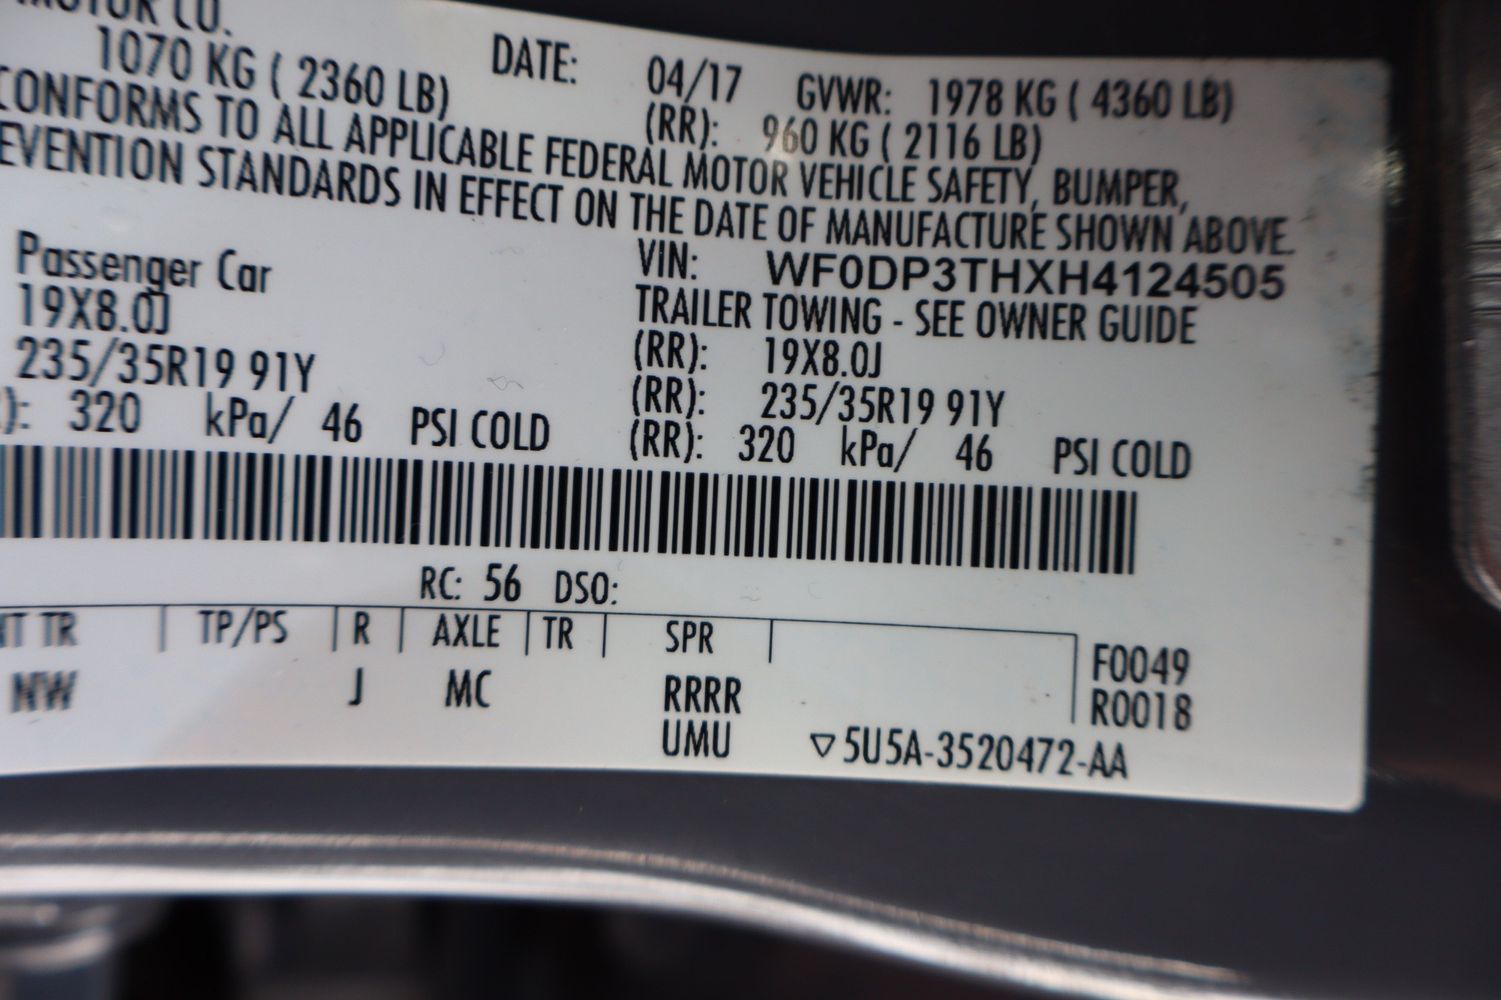 MOTOR CO.
DATE: 04/17 GVWR: 1978 KG ( 4360 LB)
1070 KG ( 2360 LB) (RR): 960 KG ( 2116 LB)
CONFORMS TO ALL APPLICABLE FEDERAL MOTOR VEHICLE SAFETY, BUMPER,
EVENTION STANDARDS IN EFFECT ON THE DATE OF MANUFACTURE SHOWN ABOVE.
VIN: WF0DP3THXH4124505
Passenger Car TRAILER TOWING - SEE OWNER GUIDE
19X8.0J (RR): 19X8.0J
235/35R19 91Y (RR): 235/35R19 91Y
): 320 kPa/ 46 PSI COLD (RR): 320 kPa/ 46 PSI COLD
RC: 56 DSO:
NT TR TP/PS R AXLE TR SPR F0049
NW J MC RRRR R0018
UMU ▽5U5A-3520472-AA